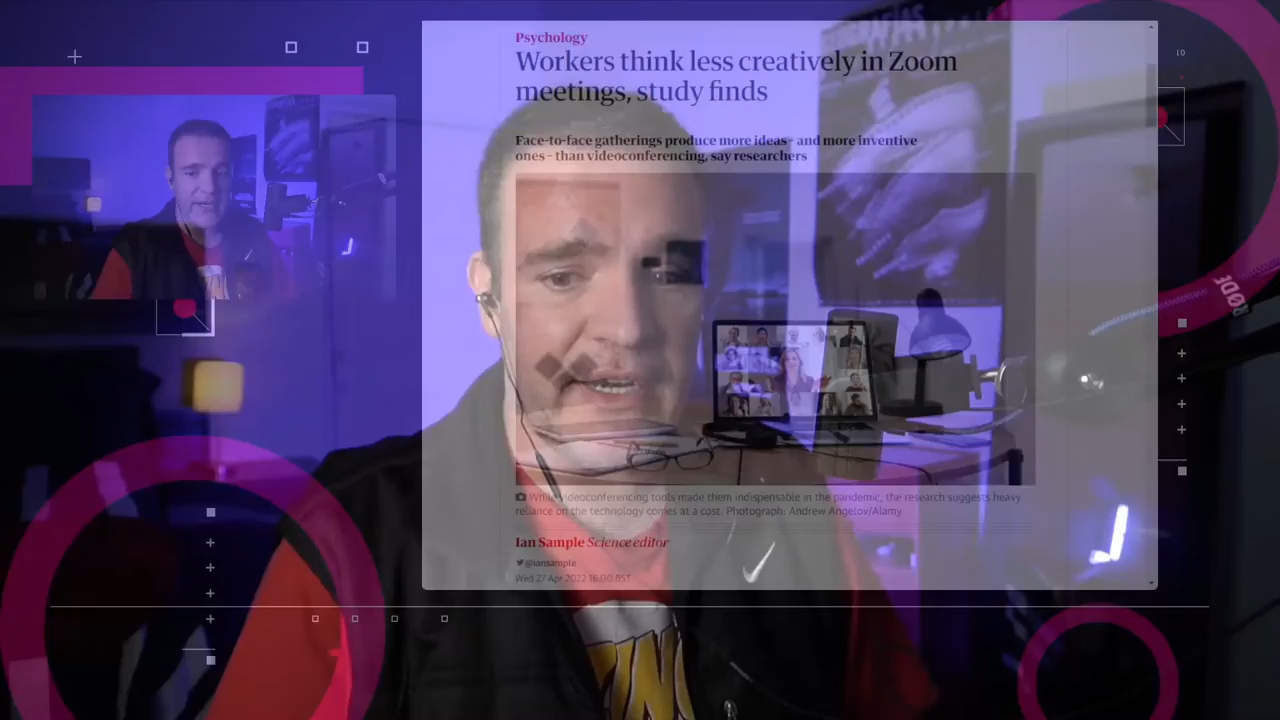 Psychology
Workers think less creatively in Zoom
meetings, study finds
Face-to-face gatherings produce more ideas – and more inventive
ones – than videoconferencing, say researchers
While videoconferencing tools made them indispensable in the pandemic, the research suggests heavy
reliance on the technology comes at a cost. Photograph: Andrew Angelov/Alamy
Ian Sample Science editor
@iansample
Wed 27 Apr 2022 16.00 BST
10
RØDE